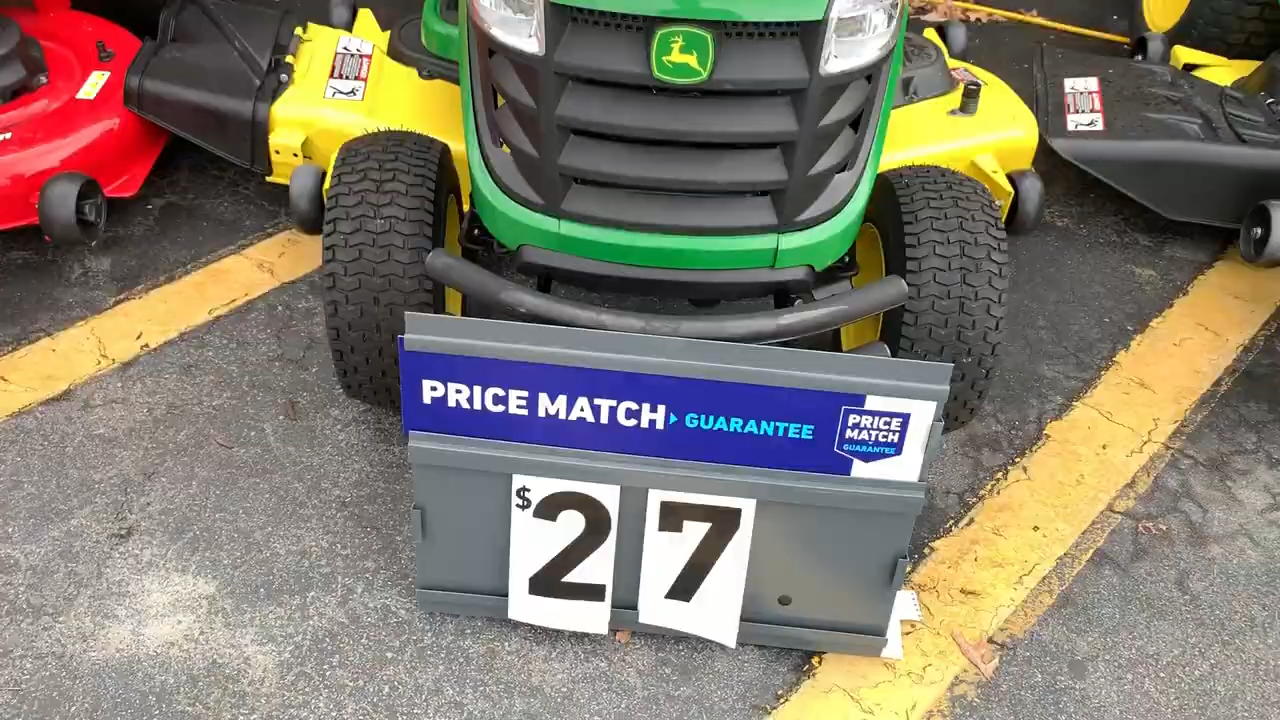 PRICE MATCH GUARANTEE
PRICE
MATCH
GUARANTEE
$27